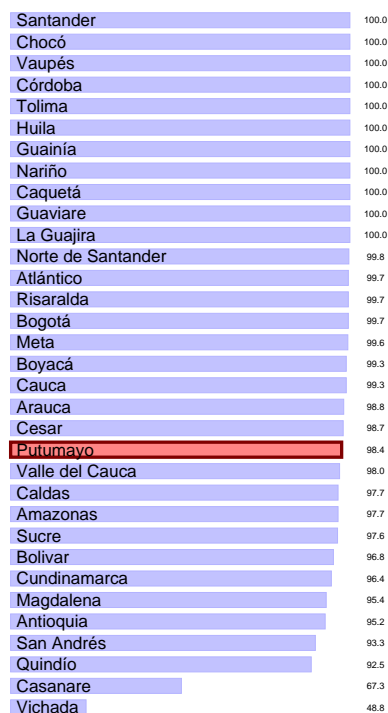 Santander 100.0
Chocó 100.0
Vaupés 100.0
Córdoba 100.0
Tolima 100.0
Huila 100.0
Guainía 100.0
Nariño 100.0
Caquetá 100.0
Guaviare 100.0
La Guajira 100.0
Norte de Santander 99.8
Atlántico 99.7
Risaralda 99.7
Bogotá 99.7
Meta 99.6
Boyacá 99.3
Cauca 99.3
Arauca 98.8
Cesar 98.7
Putumayo 98.4
Valle del Cauca 98.0
Caldas 97.7
Amazonas 97.7
Sucre 97.6
Bolivar 96.8
Cundinamarca 96.4
Magdalena 95.4
Antioquia 95.2
San Andrés 93.3
Quindío 92.5
Casanare 67.3
Vichada 48.8